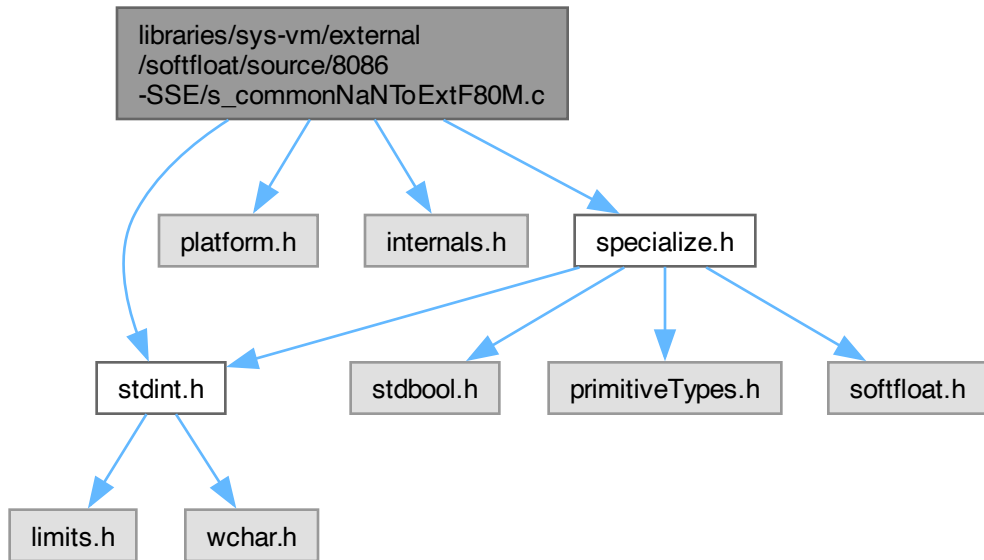 libraries/sys-vm/external
/softfloat/source/8086
-SSE/s_commonNaNToExtF80M.c
platform.h
internals.h
specialize.h
stdint.h
stdbool.h
primitiveTypes.h
softfloat.h
limits.h
wchar.h